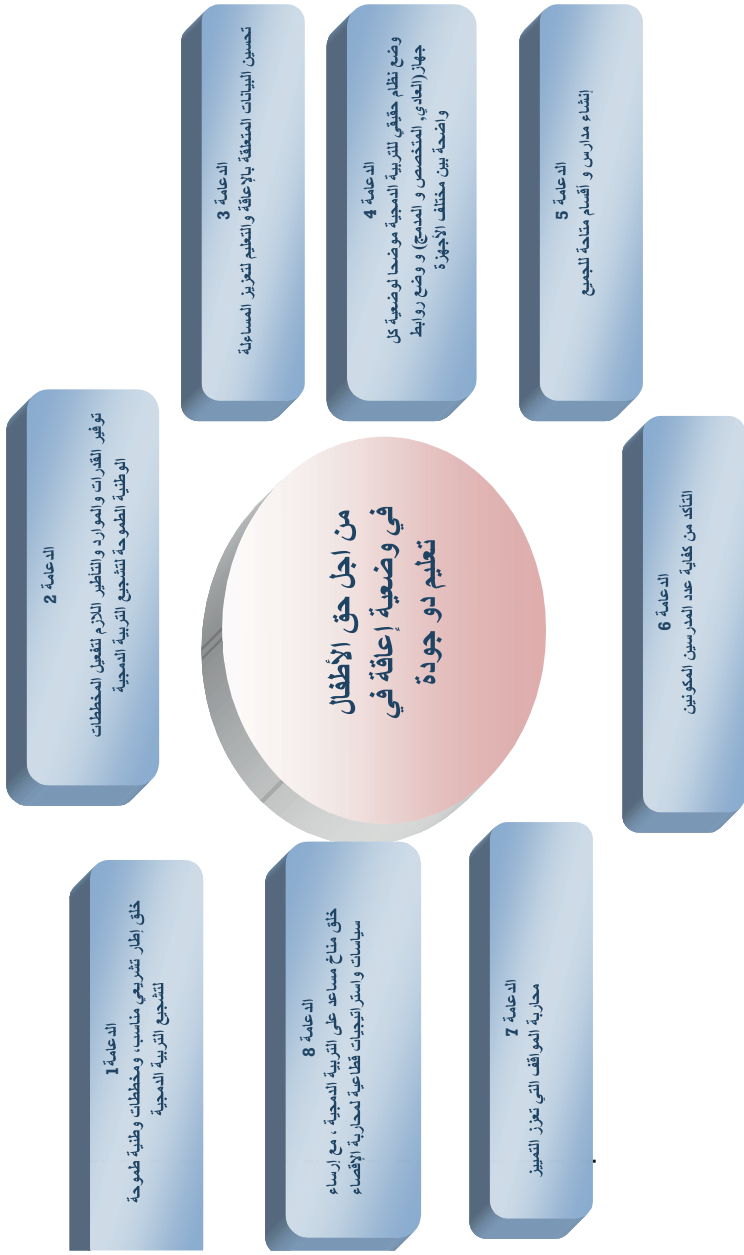 من اجل حق الأطفال
في وضعية إعاقة في
تعليم دو جودة
الدعامة1
خلق إطار تشريعي مناسب، ومخططات وطنية طموحة
لتشجيع التربية الدمجية
الدعامة 2
توفير القدرات والموارد والتأطير اللازم لتفعيل المخططات
الوطنية الطموحة لتشجيع التربية الدمجية
الدعامة 3
تحسين البيانات المتعلقة بالإعاقة والتعليم لتعزيز المساءلة
الدعامة 4
وضع نظام حقيقي للتربية الدمجية موضحا لوضعية كل
جهاز(العادي, المتخصص و المدمج) و وضع روابط
واضحة بين مختلف الأجهزة
الدعامة 5
إنشاء مدارس و أقسام متاحة للجميع
الدعامة 6
التأكد من كفاية عدد المدرسين المكونين
الدعامة 7
محاربة المواقف التي تعزز التمييز
الدعامة 8
خلق مناخ مساعد على التربية الدمجية ، مع إرساء
سياسات واستراتيجيات قطاعية لمحاربة الإقصاء